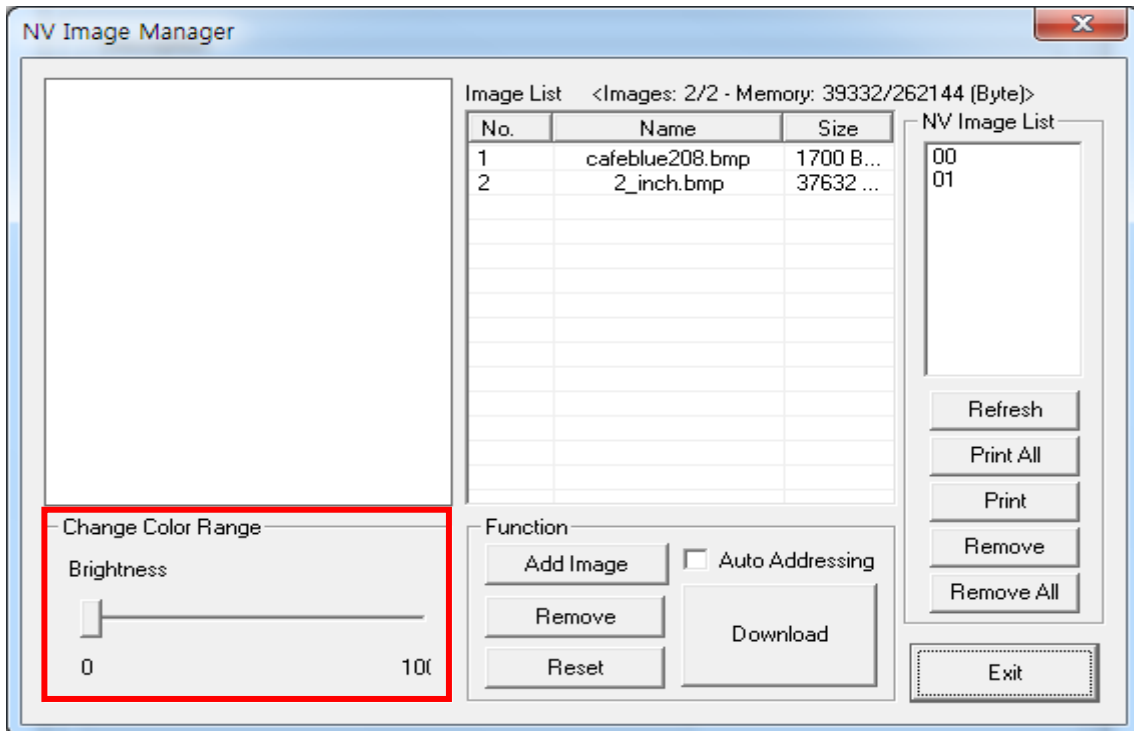 NV Image Manager
Image List <Images: 2/2 - Memory: 39332/262144 (Byte)>
No. Name Size
1 cafeblue208.bmp 1700 B...
2 2_inch.bmp 37632 ...
NV Image List
00
01
Refresh
Print All
Print
Remove
Remove All
Change Color Range
Brightness
0 100
Function
Add Image
Auto Addressing
Remove
Download
Reset
Exit